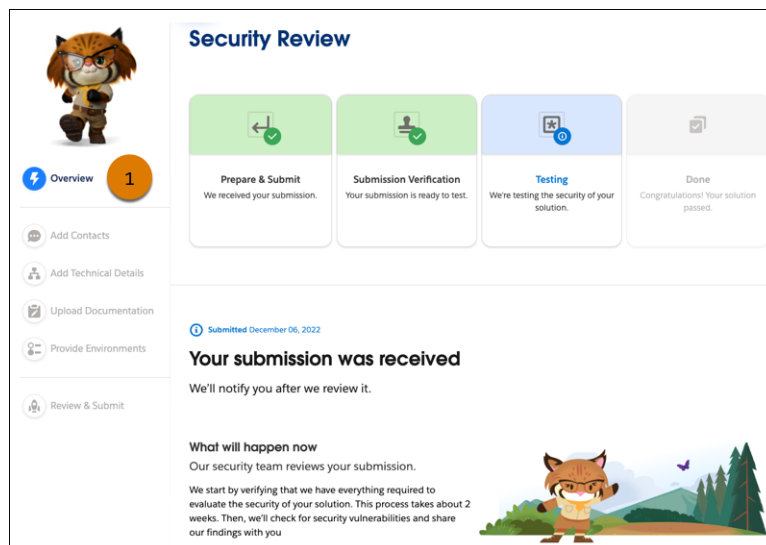 Security Review
Overview
1
Add Contacts
Add Technical Details
Upload Documentation
Provide Environments
Review & Submit
Prepare & Submit
We received your submission.
Submission Verification
Your submission is ready to test.
Testing
We're testing the security of your
solution.
Done
Congratulations! Your solution
passed.
Submitted December 06, 2022
Your submission was received
We'll notify you after we review it.
What will happen now
Our security team reviews your submission.
We start by verifying that we have everything required to
evaluate the security of your solution. This process takes about 2
weeks. Then, we'll check for security vulnerabilities and share
our findings with you